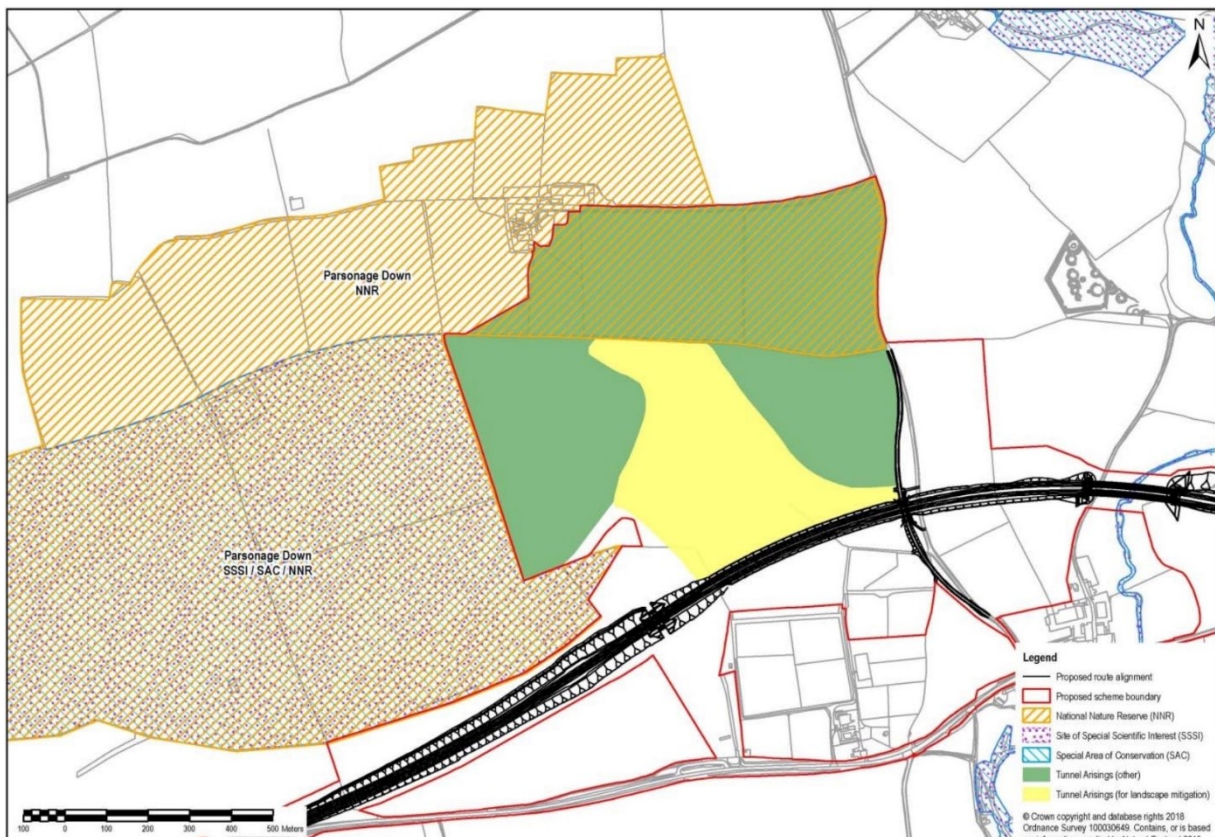 N
Parsonage Down
NNR
Parsonage Down
SSSI / SAC / NNR
Legend
Proposed route alignment
Proposed scheme boundary
National Nature Reserve (NNR)
Site of Special Scientific Interest (SSSI)
Special Area of Conservation (SAC)
Tunnel Arisings (other)
Tunnel Arisings (for landscape mitigation)
100 0 100 200 300 400 500 Meters
© Crown copyright and database rights 2018
Ordnance Survey 100030649. Contains, or is based